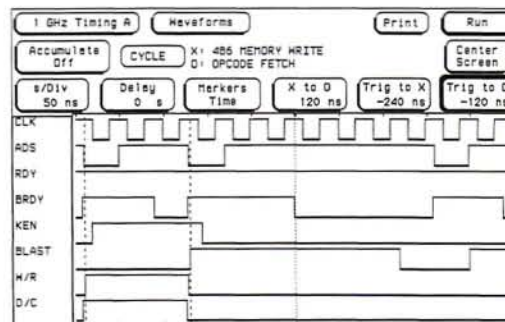 1 GHz Timing A Waveforms Print Run
Accumulate Off CYCLE X: 486 MEMORY WRITE O: OPCODE FETCH Center Screen
s/Div 50 ns Delay 0 s Markers Time X to O 120 ns Trig to X -240 ns Trig to O -120 ns
CLK
ADS
RDY
BRDY
KEN
BLAST
W/R
D/C